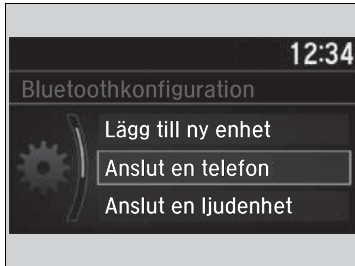 12:34
Bluetoothkonfiguration
Lägg till ny enhet
Anslut en telefon
Anslut en ljudenhet